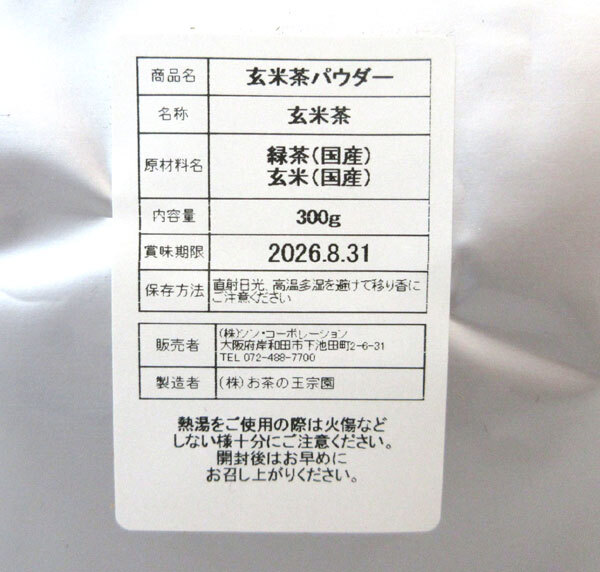 商品名 玄米茶パウダー
名称 玄米茶
原材料名 緑茶(国産)
玄米(国産)
内容量 300g
賞味期限 2026.8.31
保存方法 直射日光、高温多湿を避けて移り香に
ご注意ください
販売者 (株)シン・コーポレーション
大阪府岸和田市下池田町2-6-31
TEL 072-488-7700
製造者 (株)お茶の王宗園
熱湯をご使用の際は火傷など
しない様十分にご注意ください。
開封後はお早めに
お召し上がりください。